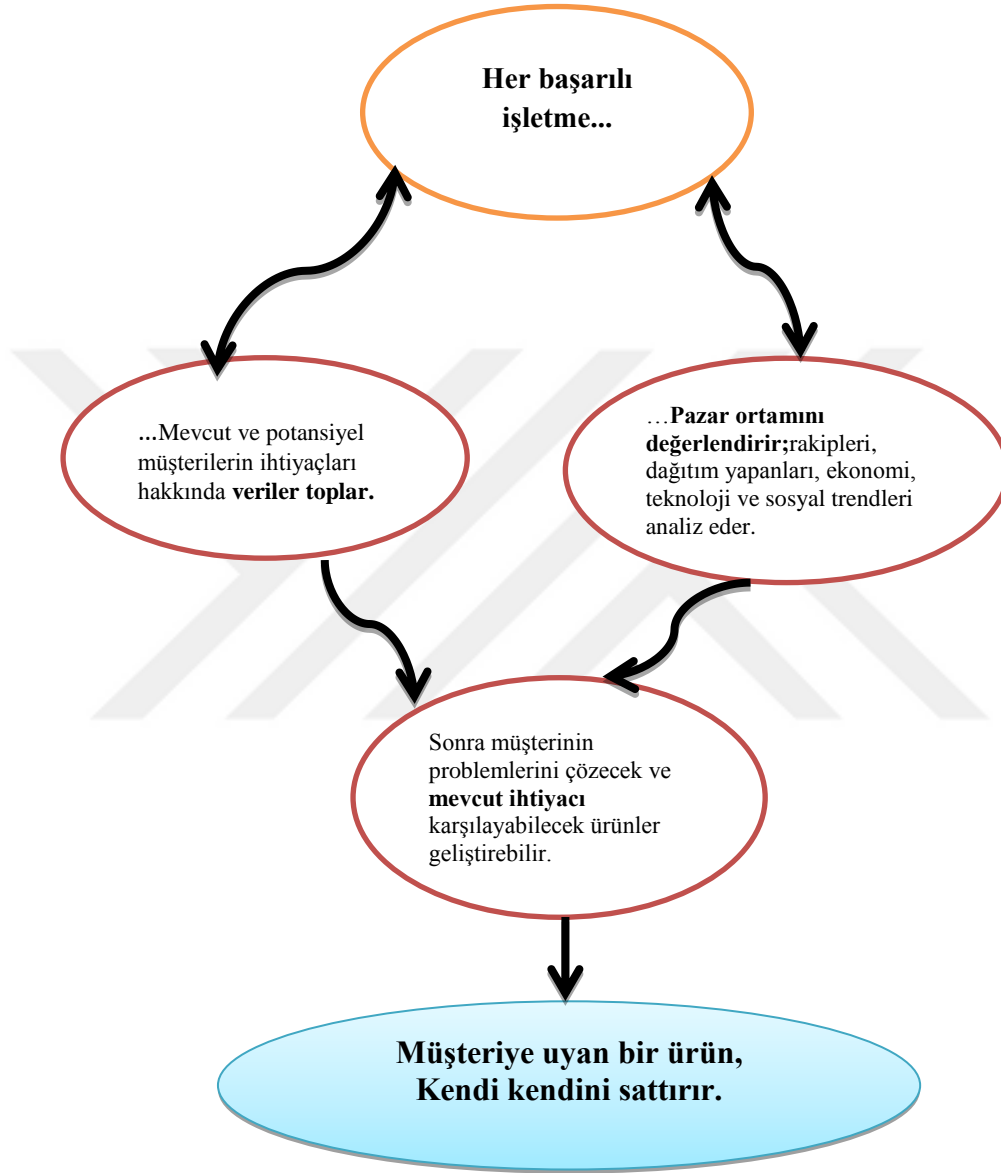 Her başarılı
işletme...
...Mevcut ve potansiyel
müşterilerin ihtiyaçları
hakkında veriler toplar.
…Pazar ortamını
değerlendirir;rakipleri,
dağıtım yapanları, ekonomi,
teknoloji ve sosyal trendleri
analiz eder.
Sonra müşterinin
problemlerini çözecek ve
mevcut ihtiyacı
karşılayabilecek ürünler
geliştirebilir.
Müşteriye uyan bir ürün,
Kendi kendini sattırır.